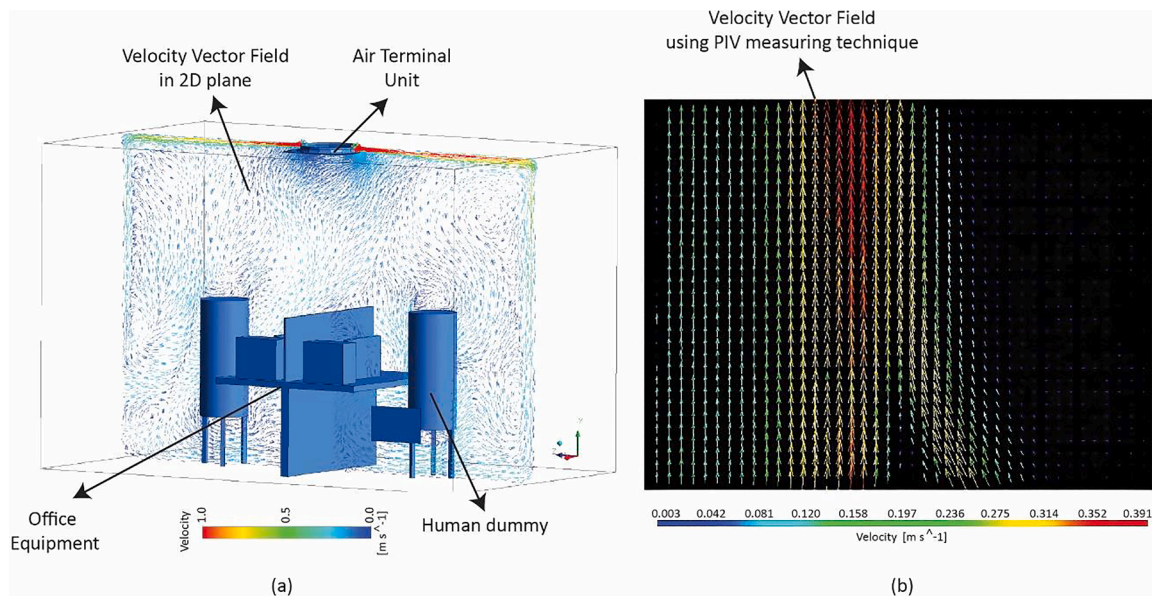 Velocity Vector Field
in 2D plane
Air Terminal
Unit
Office
Equipment
Human dummy
Velocity
1.0
0.5
0.0
[m s^-1]
(a)
Velocity Vector Field
using PIV measuring technique
0.003 0.042 0.081 0.120 0.158 0.197 0.236 0.275 0.314 0.352 0.391
Velocity [m s^-1]
(b)